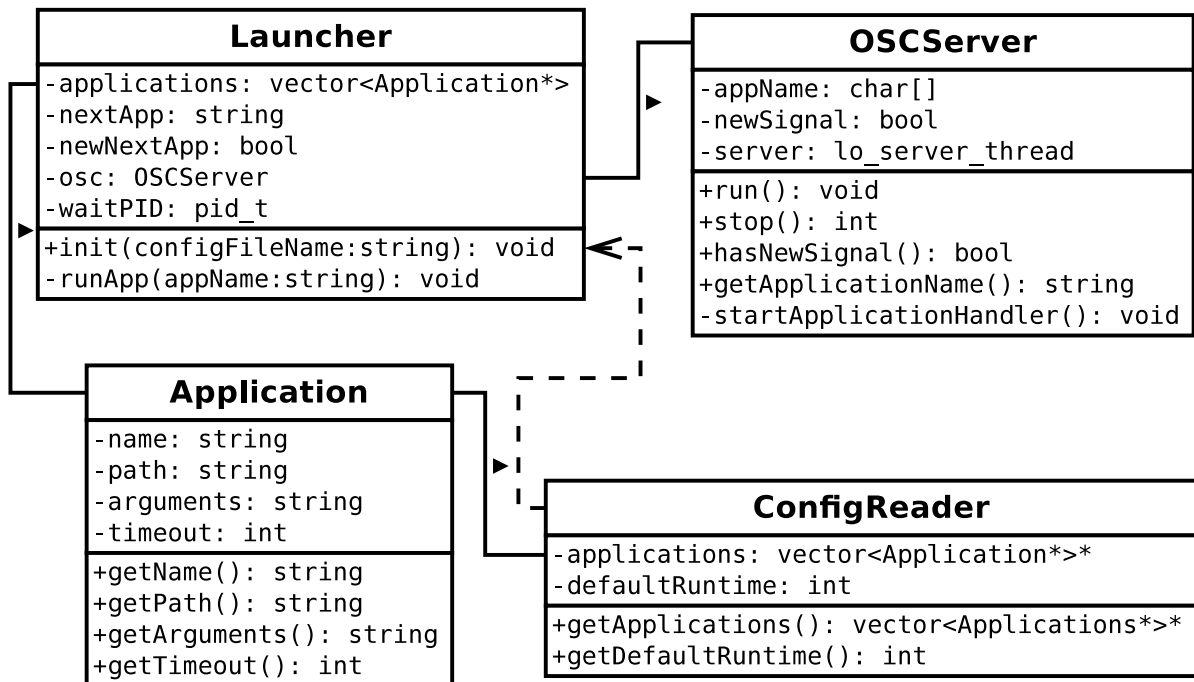 Launcher
-applications: vector<Application*>
-nextApp: string
-newNextApp: bool
-osc: OSCServer
-waitPID: pid_t
+init(configFileName:string): void
-runApp(appName:string): void
OSCServer
-appName: char[]
-newSignal: bool
-server: lo_server_thread
+run(): void
+stop(): int
+hasNewSignal(): bool
+getApplicationName(): string
-startApplicationHandler(): void
Application
-name: string
-path: string
-arguments: string
-timeout: int
+getName(): string
+getPath(): string
+getArguments(): string
+getTimeout(): int
ConfigReader
-applications: vector<Application*>*
-defaultRuntime: int
+getApplications(): vector<Applications*>*
+getDefaultRuntime(): int